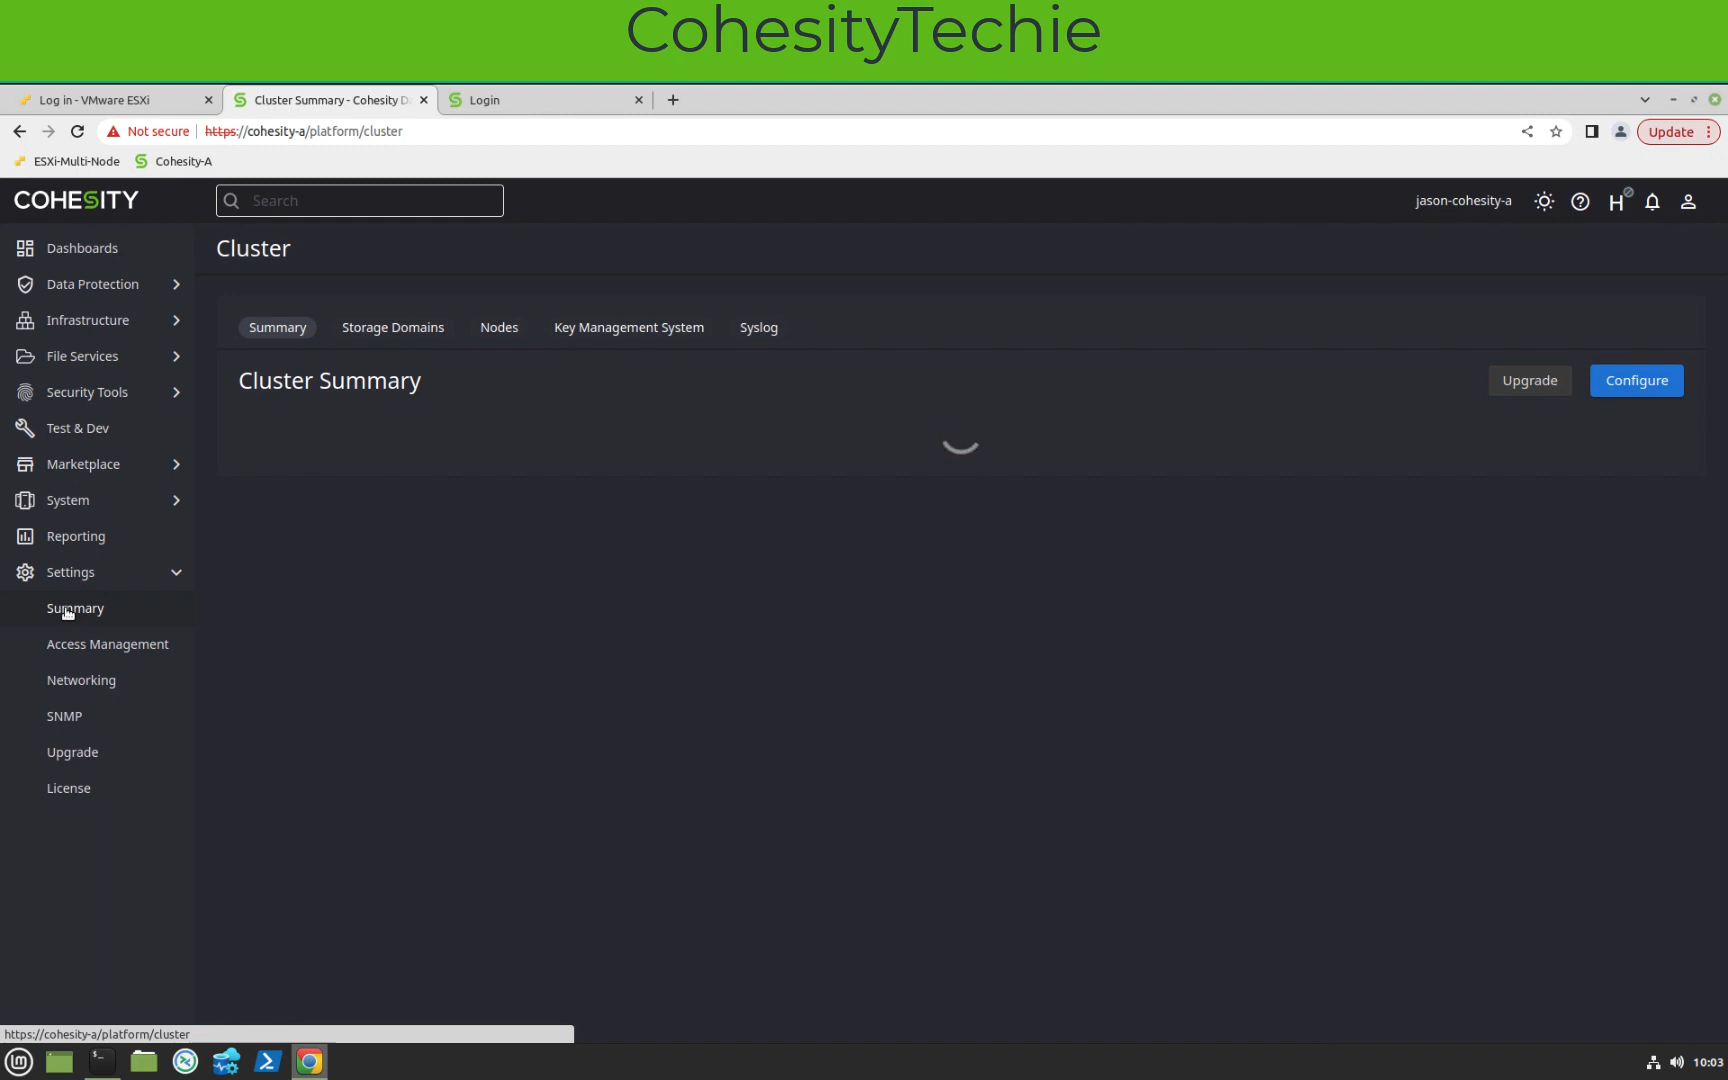 CohesityTechie
Log in - VMware ESXi
Cluster Summary - Cohesity D
Login
Not secure
https://cohesity-a/platform/cluster
Update
ESXi-Multi-Node
Cohesity-A
COHESITY
Search
jason-cohesity-a
H
Dashboards
Data Protection
Infrastructure
File Services
Security Tools
Test & Dev
Marketplace
System
Reporting
Settings
Summary
Access Management
Networking
SNMP
Upgrade
License
Cluster
Summary
Storage Domains
Nodes
Key Management System
Syslog
Cluster Summary
Upgrade
Configure
https://cohesity-a/platform/cluster
10:03